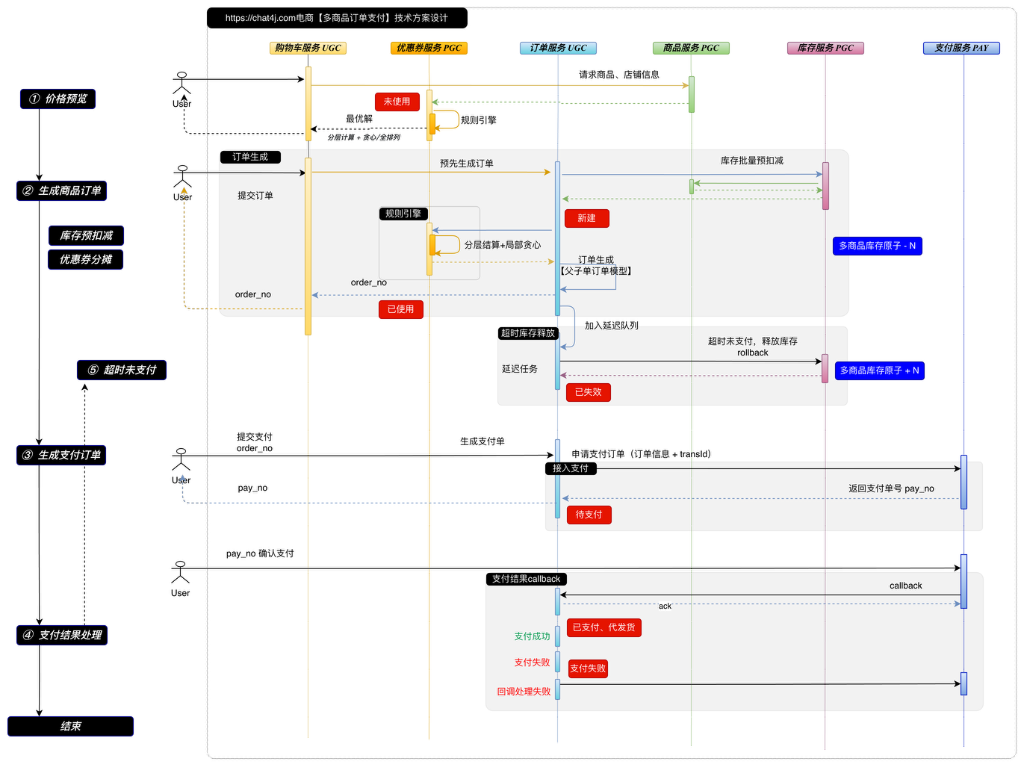 https://chat4j.com电商【多商品订单支付】技术方案设计
购物车服务 UGC
优惠券服务 PGC
订单服务 UGC
商品服务 PGC
库存服务 PGC
支付服务 PAY
请求商品、店铺信息
① 价格预览
User
未使用
最优解
规则引擎
分层计算 + 贪心/全排列
订单生成
预先生成订单
库存批量预扣减
② 生成商品订单
User
提交订单
规则引擎
新建
库存预扣减
分层结算+局部贪心
多商品库存原子 - N
优惠券分摊
订单生成
【父子单订单模型】
order_no
order_no
已使用
加入延迟队列
超时库存释放
超时未支付，释放库存
rollback
⑤ 超时未支付
延迟任务
多商品库存原子 + N
已失效
提交支付
order_no
生成支付单
③ 生成支付订单
申请支付订单（订单信息 + transId）
接入支付
User
pay_no
返回支付单号 pay_no
待支付
pay_no 确认支付
支付结果callback
callback
User
ack
④ 支付结果处理
支付成功
已支付、代发货
支付失败
支付失败
回调处理失败
结束